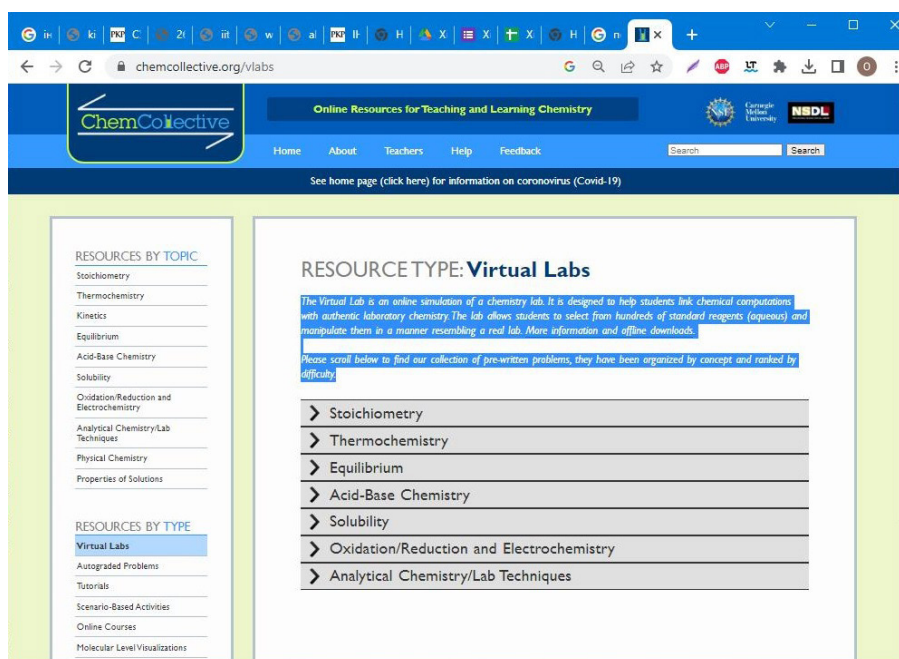 chemcollective.org/vlabs
ABP
LT
O
ChemCollective
Online Resources for Teaching and Learning Chemistry
NSF
Carnegie
Mellon
University
NSDL
Home About Teachers Help Feedback
Search Search
See home page (click here) for information on coronovirus (Covid-19)
RESOURCES BY TOPIC
Stoichiometry
Thermochemistry
Kinetics
Equilibrium
Acid-Base Chemistry
Solubility
Oxidation/Reduction and
Electrochemistry
Analytical Chemistry/Lab
Techniques
Physical Chemistry
Properties of Solutions
RESOURCES BY TYPE
Virtual Labs
Autograded Problems
Tutorials
Scenario-Based Activities
Online Courses
Molecular Level Visualizations
RESOURCE TYPE: Virtual Labs
The Virtual Lab is an online simulation of a chemistry lab. It is designed to help students link chemical computations
with authentic laboratory chemistry. The lab allows students to select from hundreds of standard reagents (aqueous) and
manipulate them in a manner resembling a real lab. More information and offline downloads.
Please scroll below to find our collection of pre-written problems, they have been organized by concept and ranked by
difficulty.
Stoichiometry
Thermochemistry
Equilibrium
Acid-Base Chemistry
Solubility
Oxidation/Reduction and Electrochemistry
Analytical Chemistry/Lab Techniques